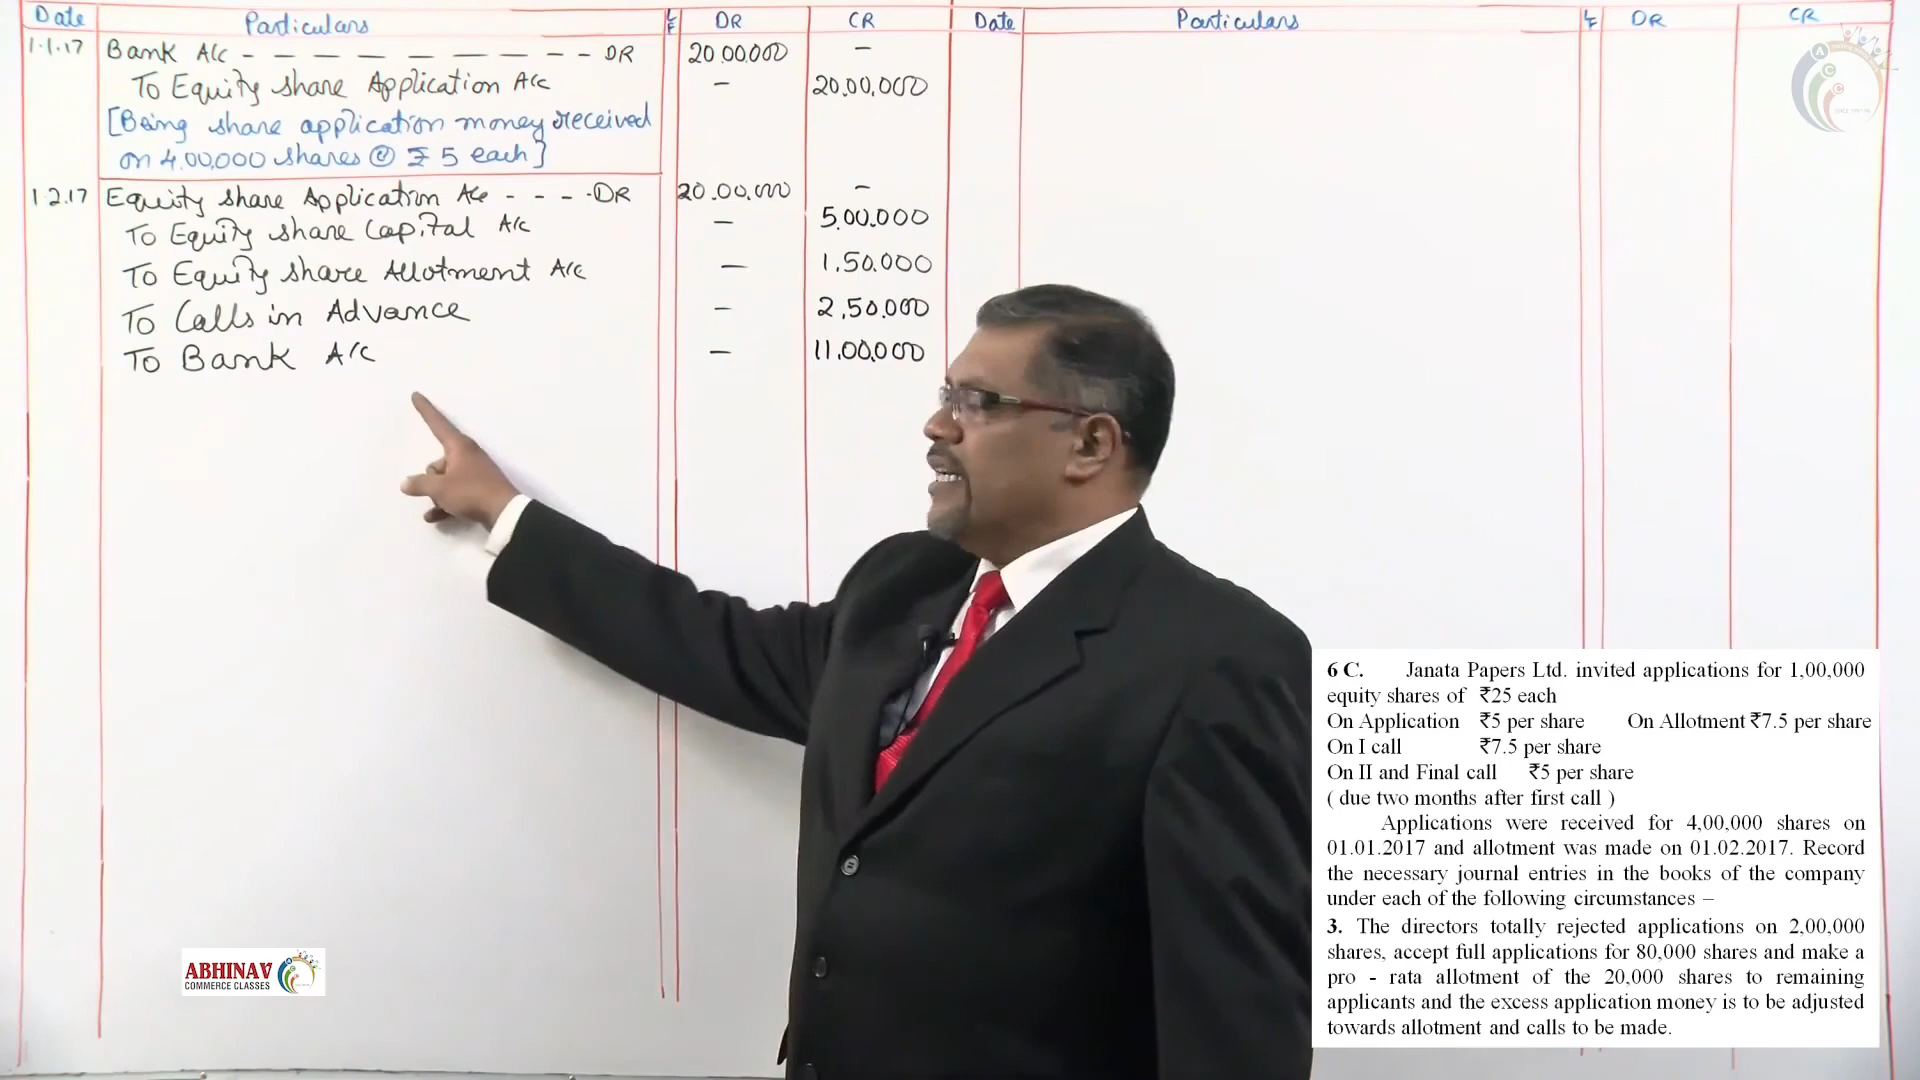 Date Particulars LF DR CR Date Particulars LF DR CR
1.1.17 Bank A/c - - - - - - - - - DR 20,00,000 -
To Equity share Application A/c - 20,00,000
[Being share application money received
on 4,00,000 shares @ ₹ 5 each]
1.2.17 Equity share Application A/c - - - - DR 20,00,000 -
To Equity share Capital A/c - 5,00,000
To Equity share Allotment A/c - 1,50,000
To Calls in Advance - 2,50,000
To Bank A/c - 11,00,000
6 C. Janata Papers Ltd. invited applications for 1,00,000
equity shares of ₹25 each
On Application ₹5 per share On Allotment ₹7.5 per share
On I call ₹7.5 per share
On II and Final call ₹5 per share
( due two months after first call )
Applications were received for 4,00,000 shares on
01.01.2017 and allotment was made on 01.02.2017. Record
the necessary journal entries in the books of the company
under each of the following circumstances –
3. The directors totally rejected applications on 2,00,000
shares, accept full applications for 80,000 shares and make a
pro - rata allotment of the 20,000 shares to remaining
applicants and the excess application money is to be adjusted
towards allotment and calls to be made.
ABHINAV
COMMERCE CLASSES